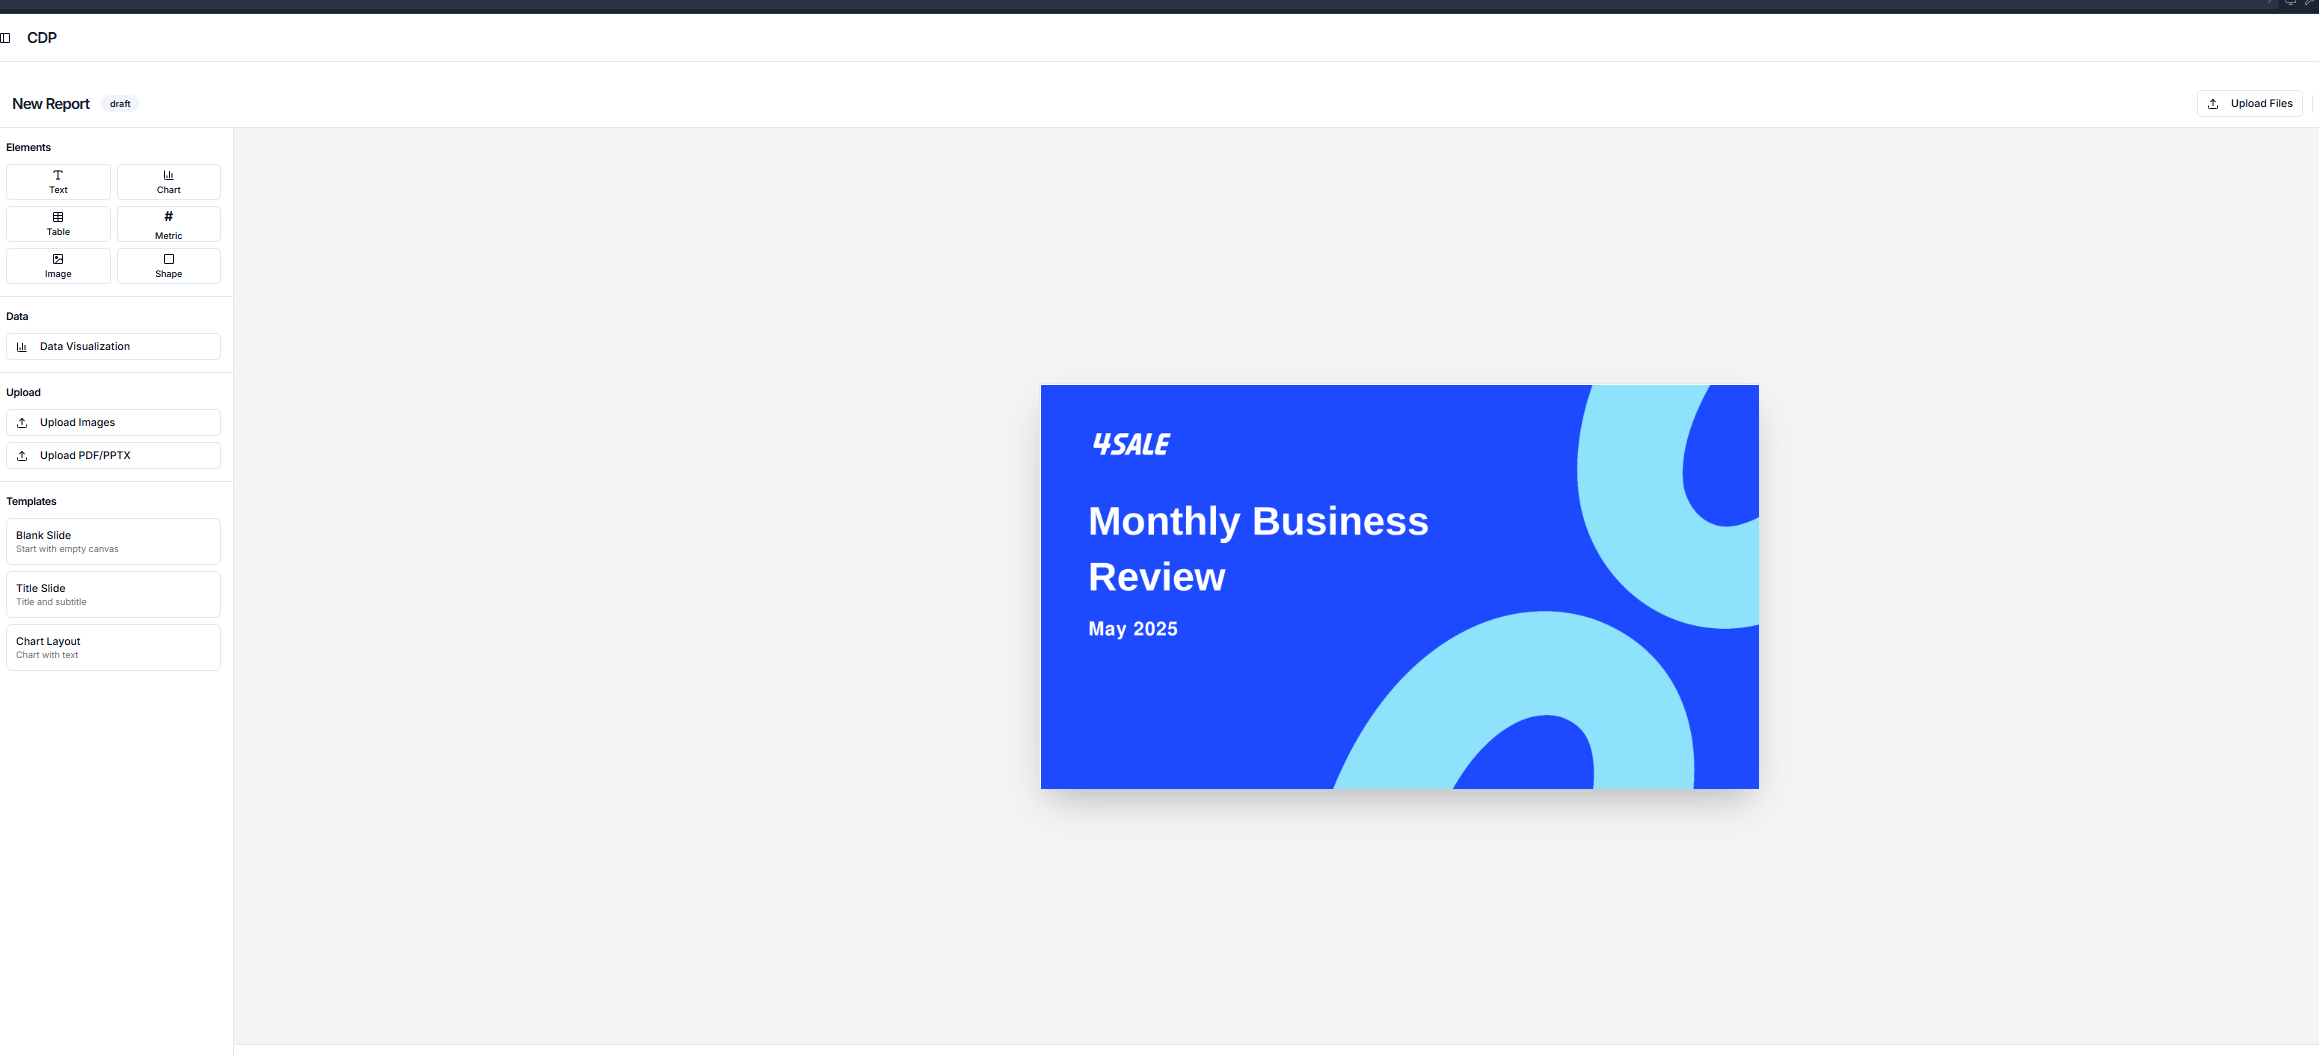 CDP
New Report
draft
Upload Files
Elements
Text
Chart
Table
#
Metric
Image
Shape
Data
Data Visualization
Upload
Upload Images
Upload PDF/PPTX
Templates
Blank Slide
Start with empty canvas
Title Slide
Title and subtitle
Chart Layout
Chart with text
4SALE
Monthly Business
Review
May 2025